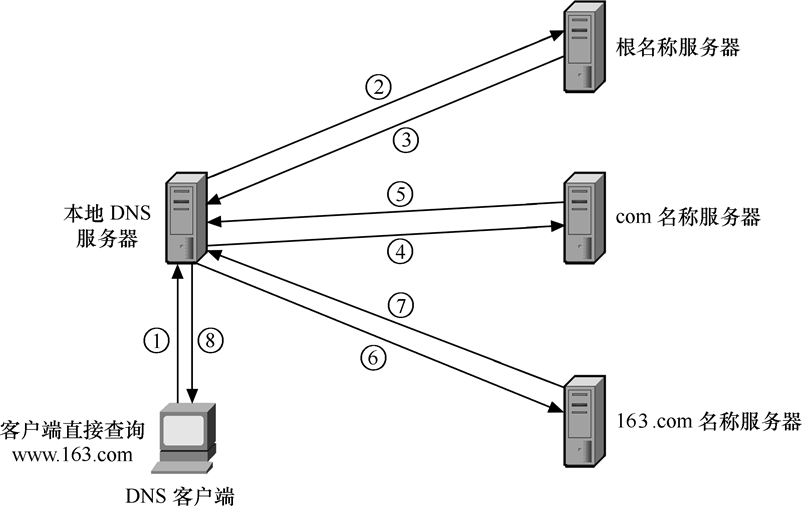 ②
根名称服务器
③
⑤
本地 DNS
服务器
com 名称服务器
④
⑦
①
⑧
⑥
客户端直接查询
www.163.com
163 .com 名称服务器
DNS 客户端